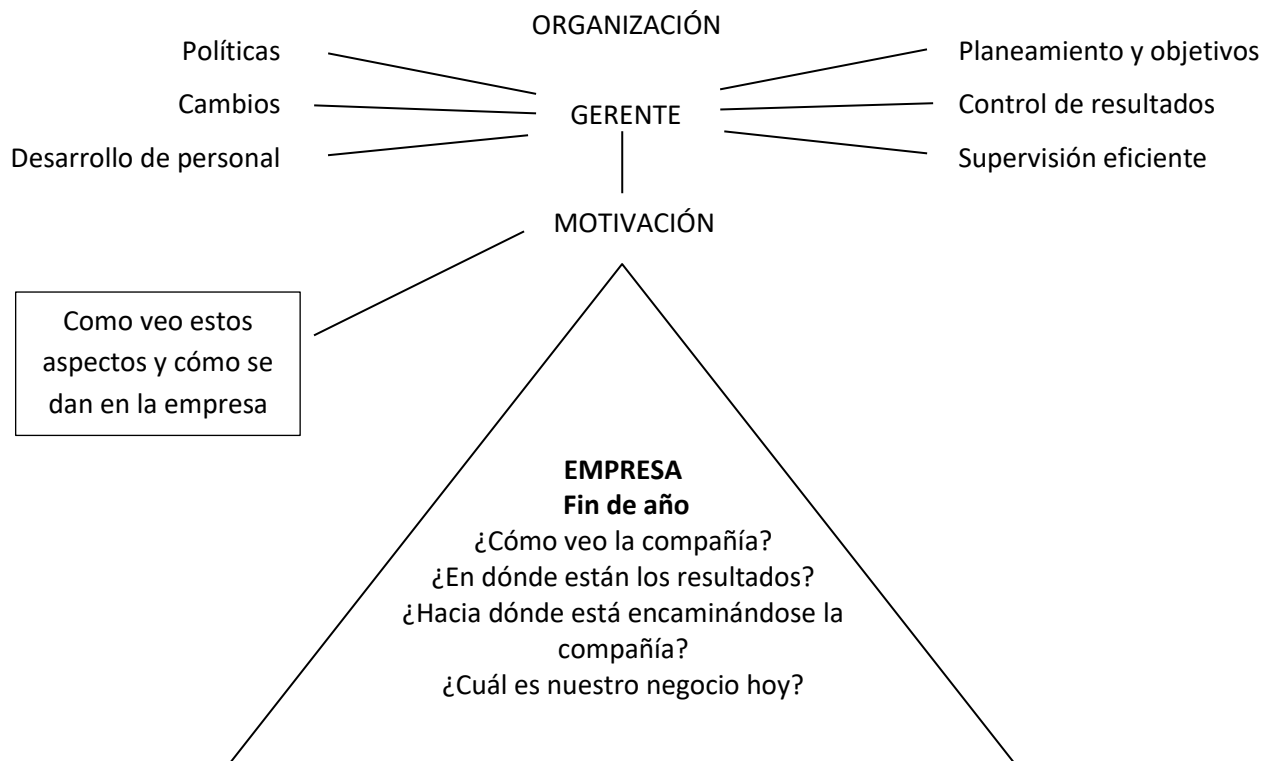 ORGANIZACIÓN
Políticas
Cambios
Desarrollo de personal
GERENTE
Planeamiento y objetivos
Control de resultados
Supervisión eficiente
MOTIVACIÓN
Como veo estos
aspectos y cómo se
dan en la empresa
EMPRESA
Fin de año
¿Cómo veo la compañía?
¿En dónde están los resultados?
¿Hacia dónde está encaminándose la
compañía?
¿Cuál es nuestro negocio hoy?